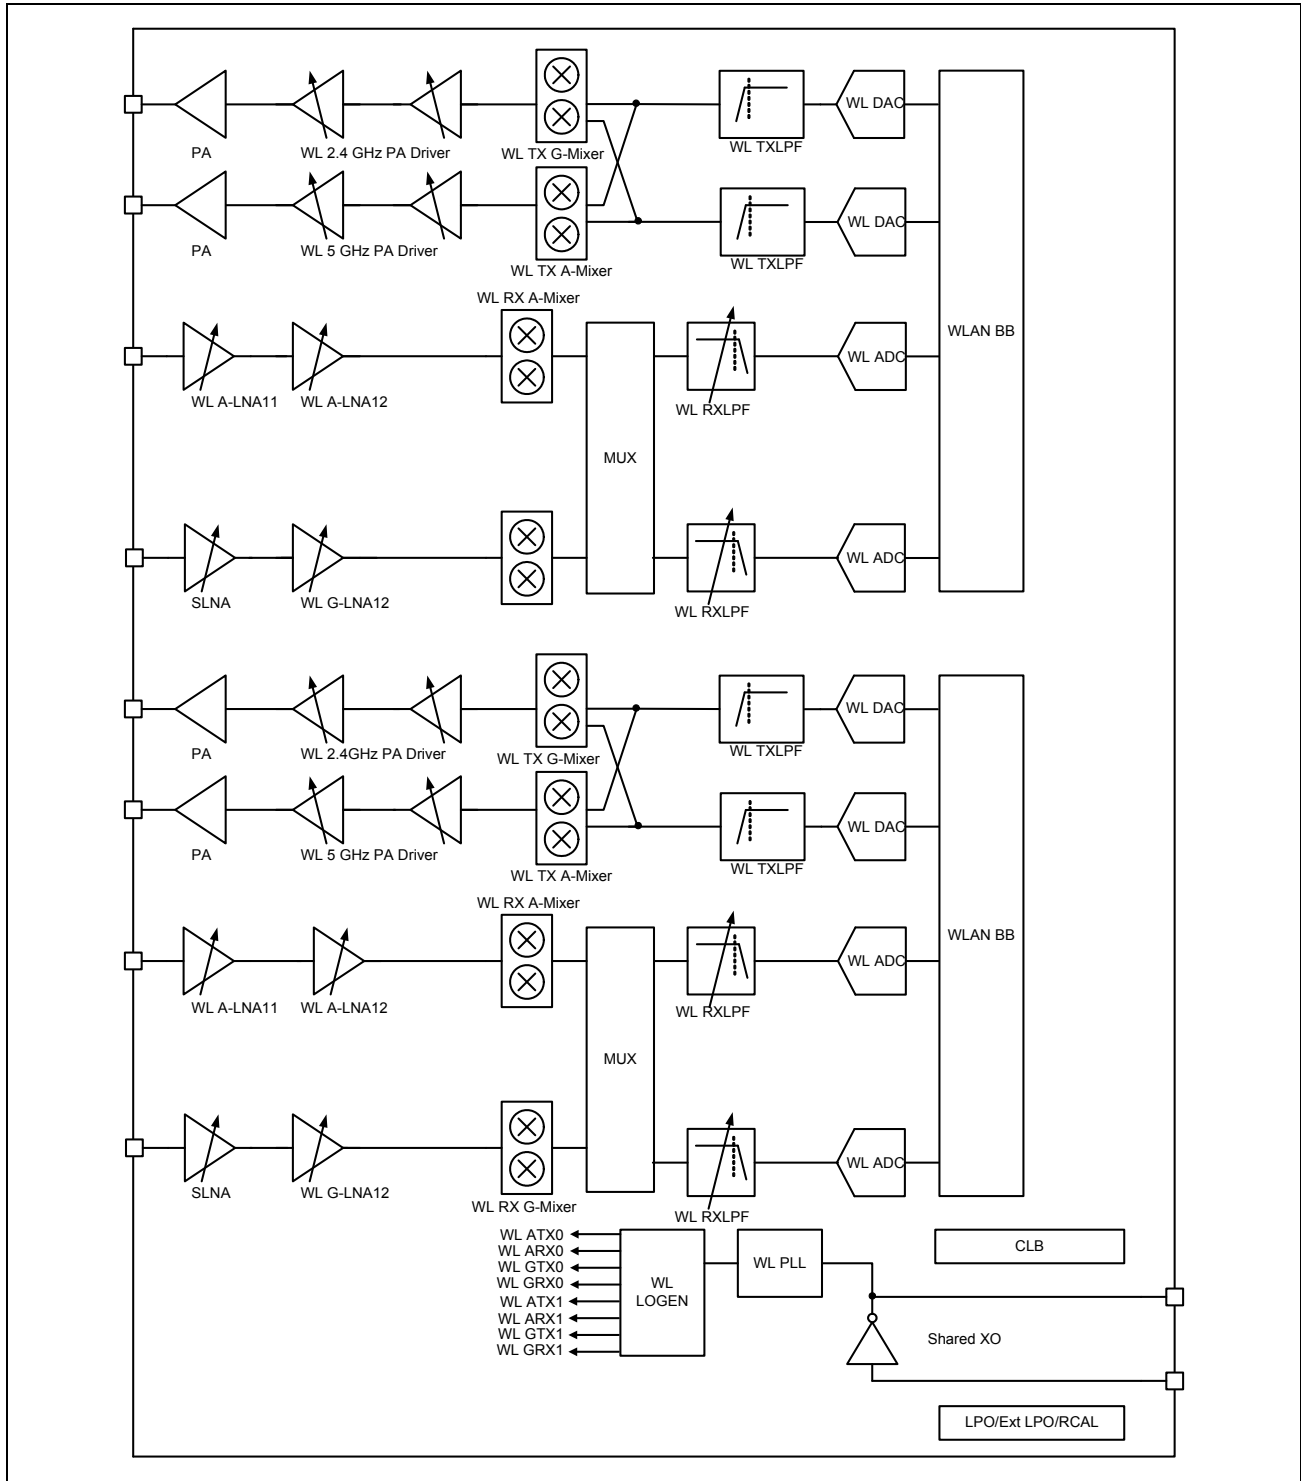 WL DAC
PA
WL 2.4 GHz PA Driver
WL TX G-Mixer
WL TXLPF
WL DAC
PA
WL 5 GHz PA Driver
WL TX A-Mixer
WL TXLPF
WL RX A-Mixer
WLAN BB
WL ADC
WL A-LNA11
WL A-LNA12
WL RXLPF
MUX
WL ADC
SLNA
WL G-LNA12
WL RXLPF
WL DAC
PA
WL 2.4GHz PA Driver
WL TX G-Mixer
WL TXLPF
WL DAC
PA
WL 5 GHz PA Driver
WL TX A-Mixer
WL TXLPF
WL RX A-Mixer
WLAN BB
WL ADC
WL A-LNA11
WL A-LNA12
WL RXLPF
MUX
WL ADC
SLNA
WL G-LNA12
WL RX G-Mixer
WL RXLPF
WL ATX0
WL ARX0
WL GTX0
WL GRX0
WL ATX1
WL ARX1
WL GTX1
WL GRX1
WL
LOGEN
WL PLL
CLB
Shared XO
LPO/Ext LPO/RCAL